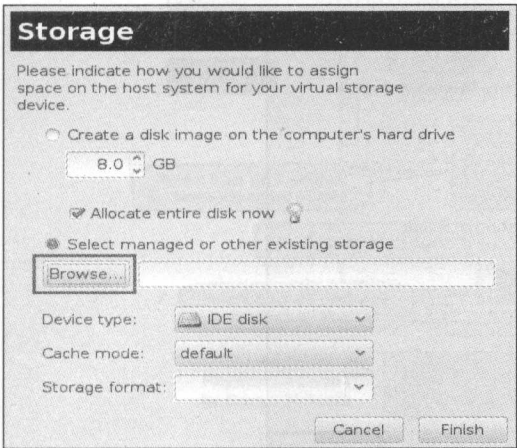 Storage
Please indicate how you would like to assign
space on the host system for your virtual storage
device.
Create a disk image on the computer's hard drive
8.0 GB
Allocate entire disk now
Select managed or other existing storage
Browse...
Device type: IDE disk
Cache mode: default
Storage format:
Cancel Finish